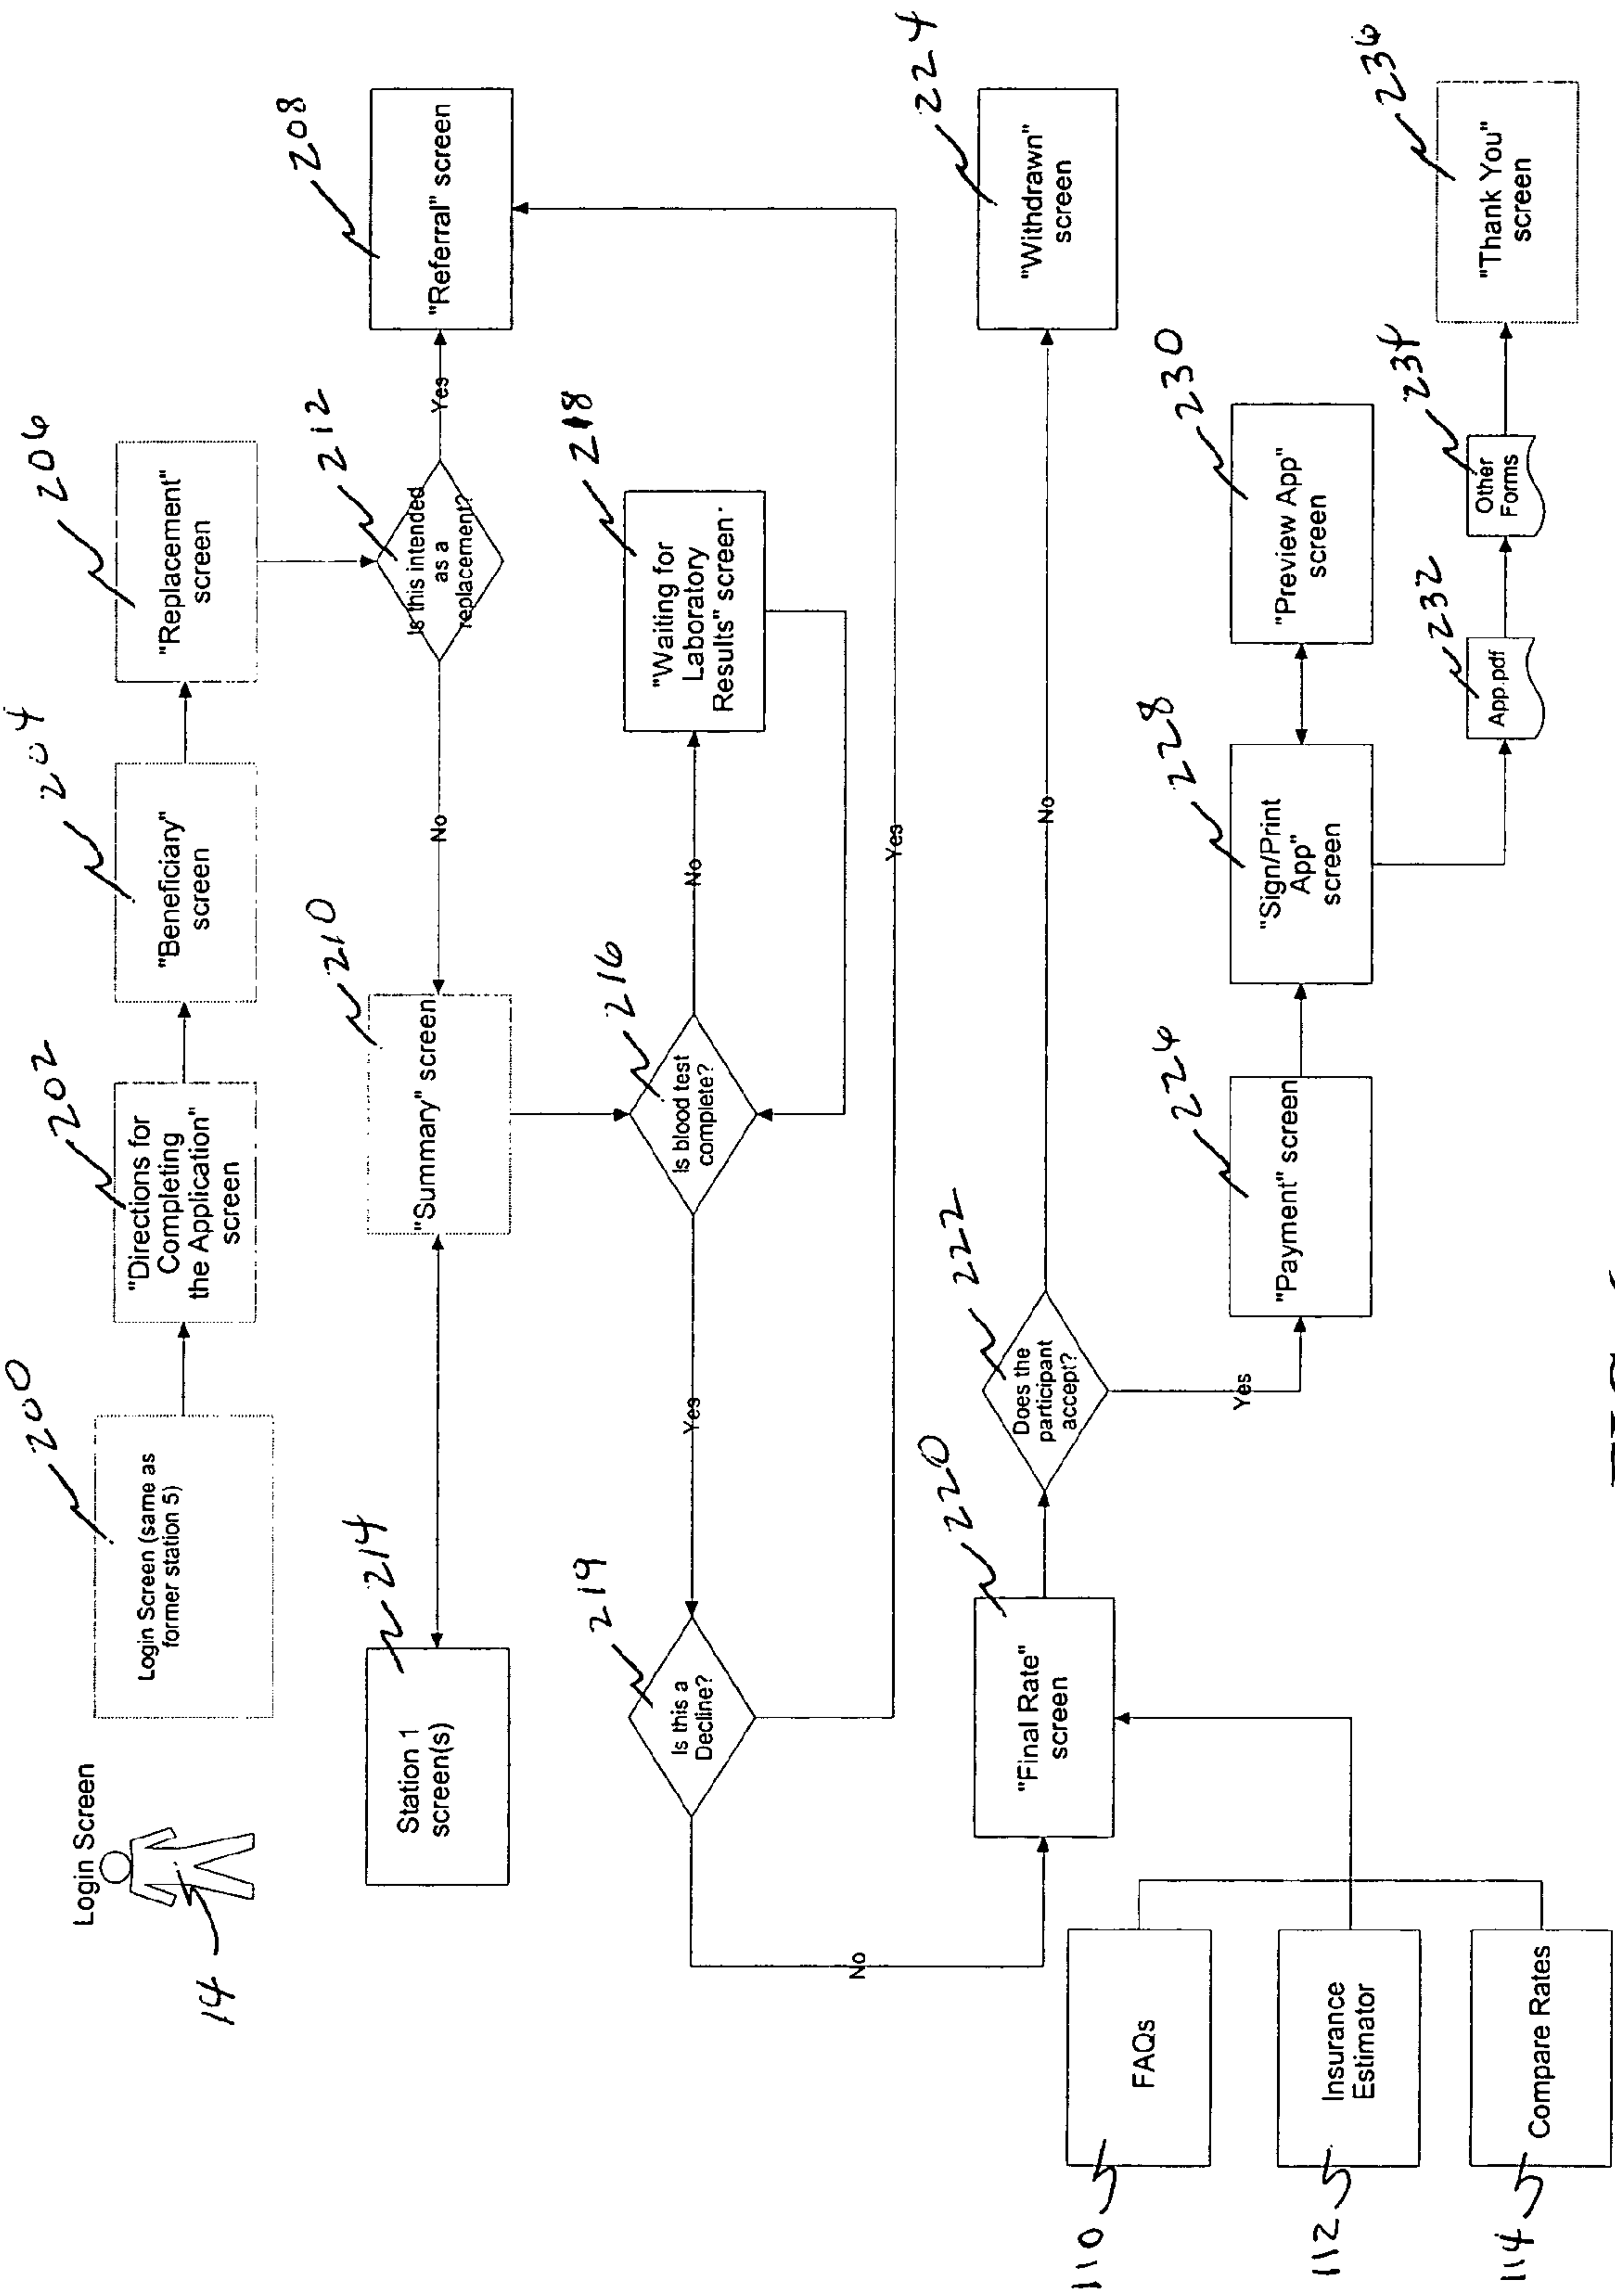 Login Screen
14
200
Login Screen (same as
former station 5)
202
"Directions for
Completing
the Application"
screen
204
"Beneficiary"
screen
206
"Replacement"
screen
214
Station 1
screen(s)
210
"Summary" screen
No
212
Is this intended
as a
replacement?
Yes
208
"Referral" screen
219
Is this a
Decline?
Yes
216
Is blood test
complete?
No
218
"Waiting for
Laboratory
Results" screen
No
Yes
220
"Final Rate"
screen
222
Does the
participant
accept?
No
224
"Withdrawn"
screen
110
FAQs
Yes
226
"Payment" screen
228
"Sign/Print
App"
screen
230
"Preview App"
screen
112
Insurance
Estimator
114
Compare Rates
232
App.pdf
234
Other
Forms
236
"Thank You"
screen